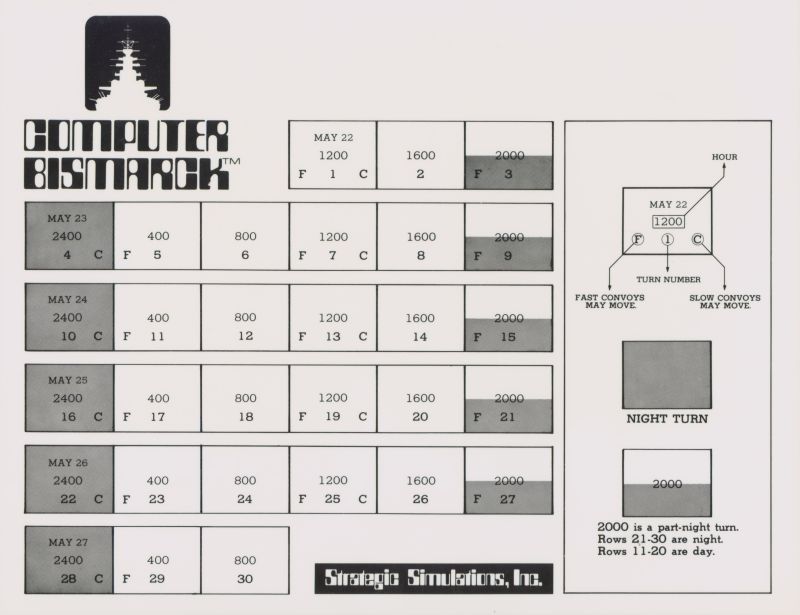 COMPUTER
BISMARCK™
MAY 22
1200 1600 2000
F 1 C 2 F 3
MAY 23
2400 400 800 1200 1600 2000
4 C F 5 6 F 7 C 8 F 9
MAY 24
2400 400 800 1200 1600 2000
10 C F 11 12 F 13 C 14 F 15
MAY 25
2400 400 800 1200 1600 2000
16 C F 17 18 F 19 C 20 F 21
MAY 26
2400 400 800 1200 1600 2000
22 C F 23 24 F 25 C 26 F 27
MAY 27
2400 400 800
28 C F 29 30
Strategic Simulations, Inc.
HOUR
MAY 22
1200
F 1 C
TURN NUMBER
FAST CONVOYS
MAY MOVE.
SLOW CONVOYS
MAY MOVE.
NIGHT TURN
2000
2000 is a part-night turn.
Rows 21-30 are night.
Rows 11-20 are day.